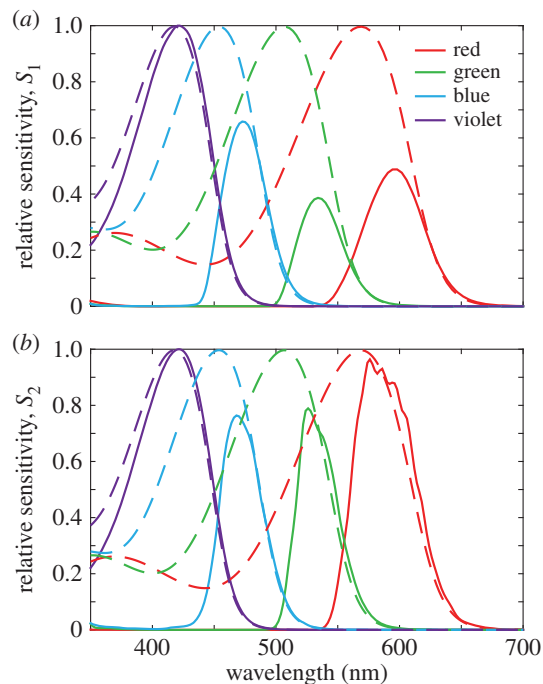 (a)
relative sensitivity, S1
1.0
0.8
0.6
0.4
0.2
0
red
green
blue
violet
(b)
relative sensitivity, S2
1.0
0.8
0.6
0.4
0.2
0
400 500 600 700
wavelength (nm)